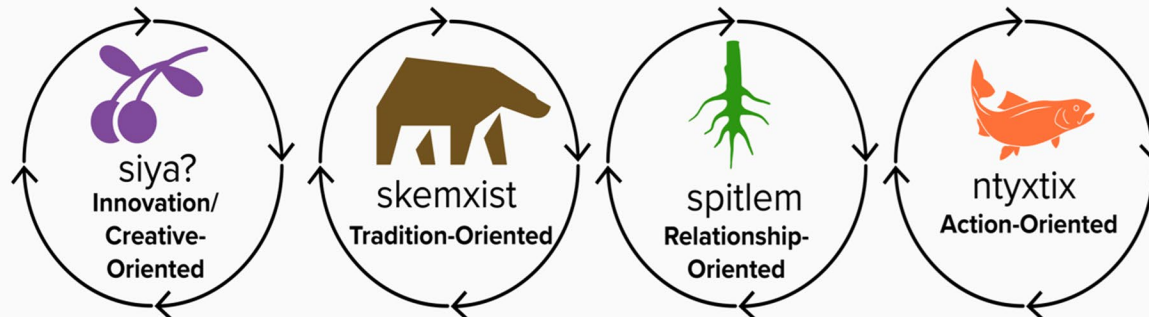 siya?
Innovation/
Creative-
Oriented
skemxist
Tradition-Oriented
spitlem
Relationship-
Oriented
ntyxtix
Action-Oriented